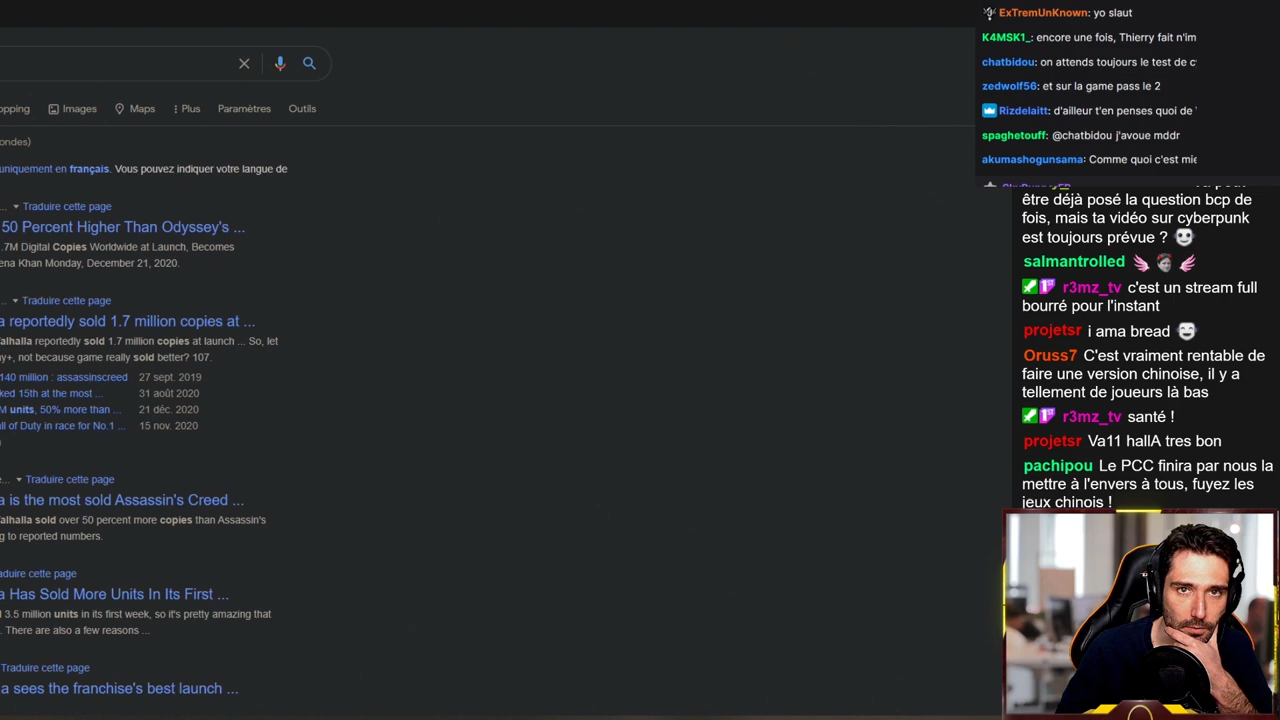 opping Images Maps Plus Paramètres Outils
ondes)
uniquement en français. Vous pouvez indiquer votre langue de
... Traduire cette page
50 Percent Higher Than Odyssey's ...
.7M Digital Copies Worldwide at Launch, Becomes
ena Khan Monday, December 21, 2020.
... Traduire cette page
a reportedly sold 1.7 million copies at ...
alhalla reportedly sold 1.7 million copies at launch ... So, let
y+, not because game really sold better? 107.
140 million : assassinscreed 27 sept. 2019
ked 15th at the most ... 31 août 2020
M units, 50% more than ... 21 déc. 2020
ll of Duty in race for No.1 ... 15 nov. 2020
)
e... Traduire cette page
a is the most sold Assassin's Creed ...
alhalla sold over 50 percent more copies than Assassin's
g to reported numbers.
aduire cette page
a Has Sold More Units In Its First ...
l 3.5 million units in its first week, so it's pretty amazing that
. There are also a few reasons ...
Traduire cette page
a sees the franchise's best launch ...
ExTremUnKnown: yo slaut
K4MSK1_: encore une fois, Thierry fait n'im
chatbidou: on attends toujours le test de c
zedwolf56: et sur la game pass le 2
Rizdelaitt: d'ailleur t'en penses quoi de
spaghetouff: @chatbidou j'avoue mddr
akumashogunsama: Comme quoi c'est mie
être déjà posé la question bcp de
fois, mais ta vidéo sur cyberpunk
est toujours prévue ?
salmantrolled
r3mz_tv c'est un stream full
bourré pour l'instant
projetsr i ama bread
Oruss7 C'est vraiment rentable de
faire une version chinoise, il y a
tellement de joueurs là bas
r3mz_tv santé !
projetsr Va11 hallA tres bon
pachipou Le PCC finira par nous la
mettre à l'envers à tous, fuyez les
jeux chinois !